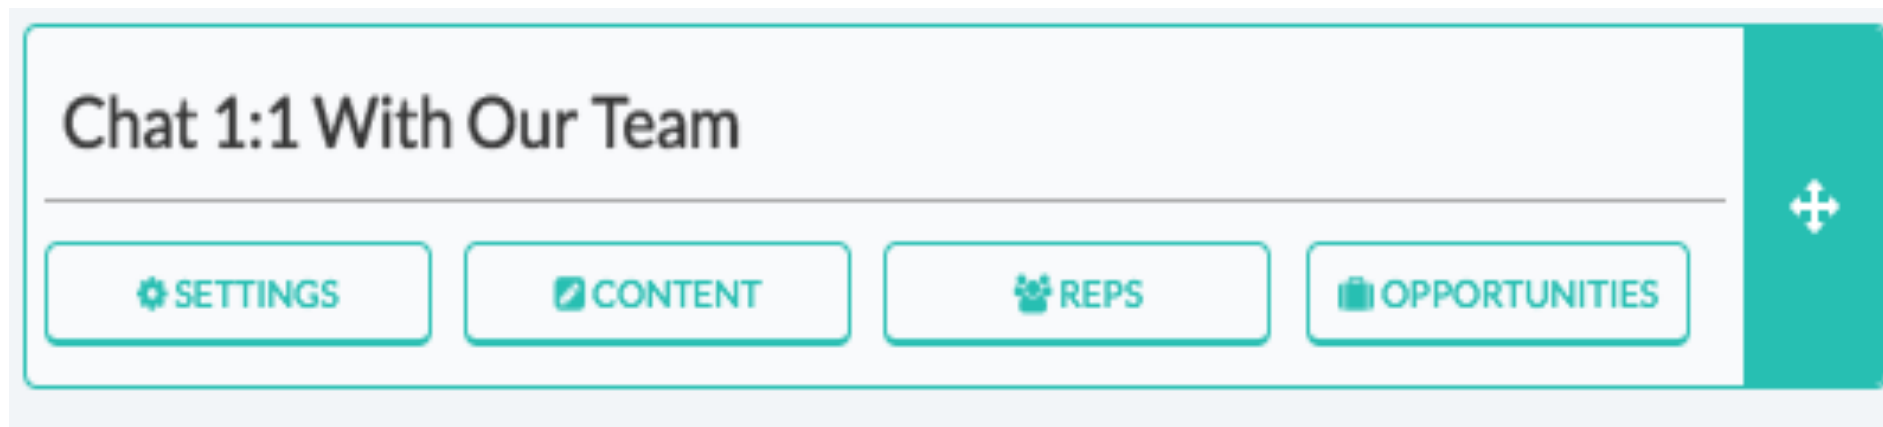 Chat 1:1 With Our Team
SETTINGS CONTENT REPS OPPORTUNITIES